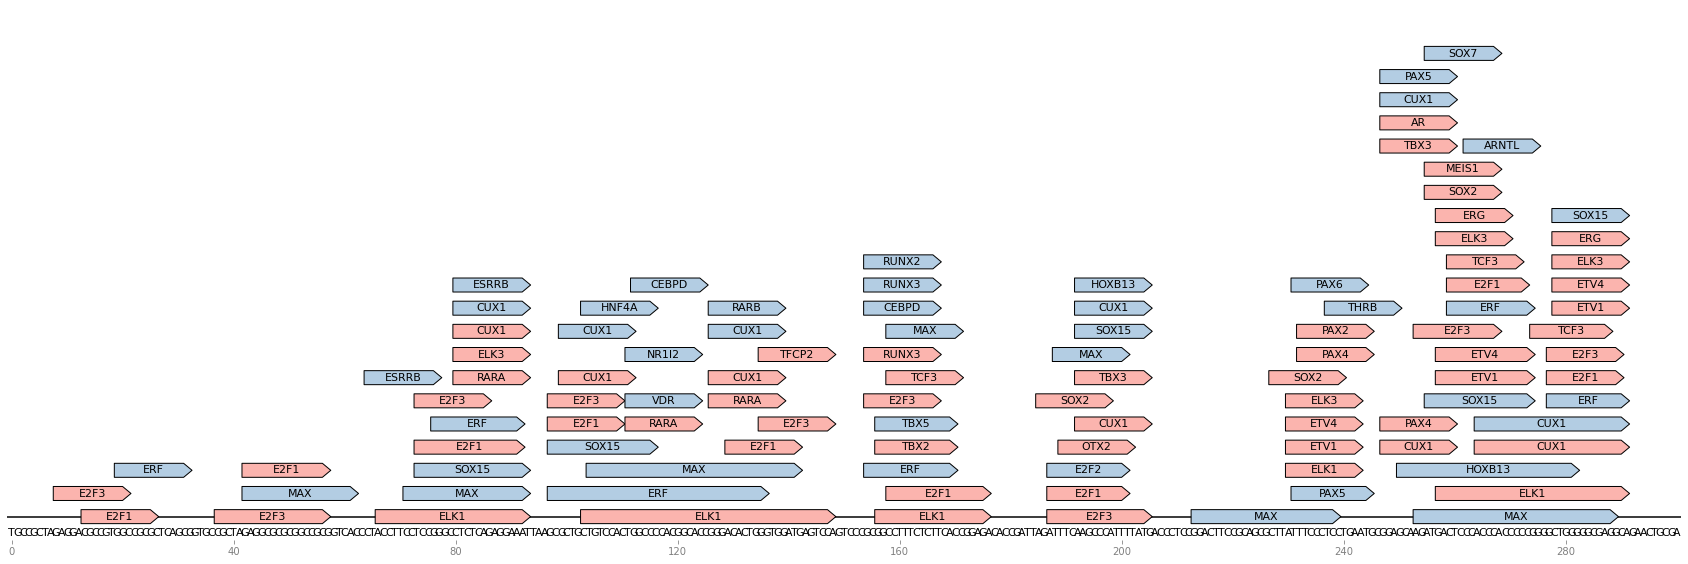 SOX7
PAX5
CUX1
AR
TBX3 ARNTL
MEIS1
SOX2
ERG SOX15
ELK3 ERG
RUNX2 TCF3 ELK3
ESRRB CEBPD RUNX3 HOXB13 PAX6 E2F1 ETV4
CUX1 HNF4A RARB CEBPD CUX1 THRB ERF ETV1
CUX1 CUX1 CUX1 MAX SOX15 PAX2 E2F3 TCF3
ELK3 NR1I2 TFCP2 RUNX3 MAX PAX4 ETV4 E2F3
ESRRB RARA CUX1 CUX1 TCF3 TBX3 SOX2 ETV1 E2F1
E2F3 E2F3 VDR RARA E2F3 SOX2 ELK3 SOX15 ERF
ERF E2F1 RARA E2F3 TBX5 CUX1 ETV4 PAX4 CUX1
E2F1 SOX15 E2F1 TBX2 OTX2 ETV1 CUX1 CUX1
ERF E2F1 SOX15 MAX ERF E2F2 ELK1 HOXB13
E2F3 MAX MAX ERF E2F1 E2F1 PAX5 ELK1
E2F1 E2F3 ELK1 ELK1 ELK1 E2F3 MAX MAX
0 40 80 120 160 200 240 280